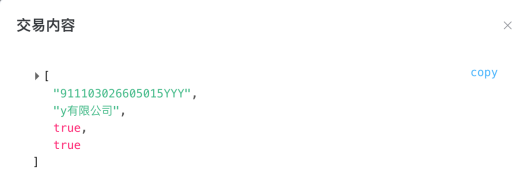 交易内容
copy
[
"911103026605015YYY",
"y有限公司",
true,
true
]